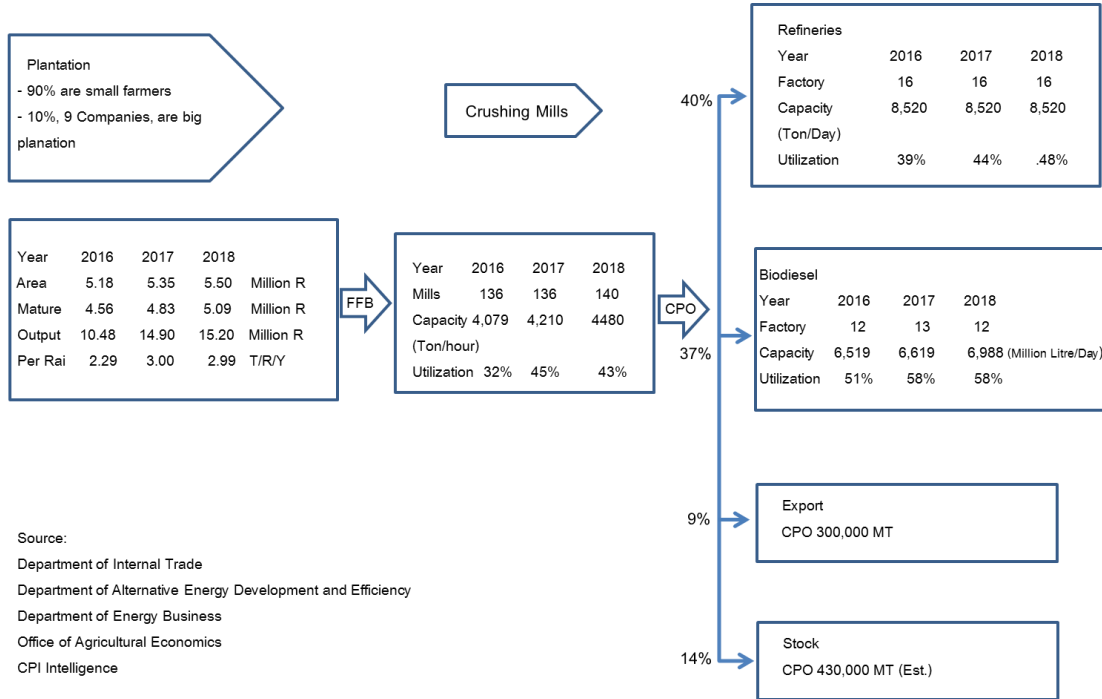 Plantation
- 90% are small farmers
- 10%, 9 Companies, are big
planation
Crushing Mills
Year 2016 2017 2018
Area 5.18 5.35 5.50 Million R
Mature 4.56 4.83 5.09 Million R
Output 10.48 14.90 15.20 Million R
Per Rai 2.29 3.00 2.99 T/R/Y
FFB
Year 2016 2017 2018
Mills 136 136 140
Capacity 4,079 4,210 4480
(Ton/hour)
Utilization 32% 45% 43%
CPO
40%
Refineries
Year 2016 2017 2018
Factory 16 16 16
Capacity 8,520 8,520 8,520
(Ton/Day)
Utilization 39% 44% .48%
37%
Biodiesel
Year 2016 2017 2018
Factory 12 13 12
Capacity 6,519 6,619 6,988 (Million Litre/Day)
Utilization 51% 58% 58%
9%
Export
CPO 300,000 MT
14%
Stock
CPO 430,000 MT (Est.)
Source:
Department of Internal Trade
Department of Alternative Energy Development and Efficiency
Department of Energy Business
Office of Agricultural Economics
CPI Intelligence